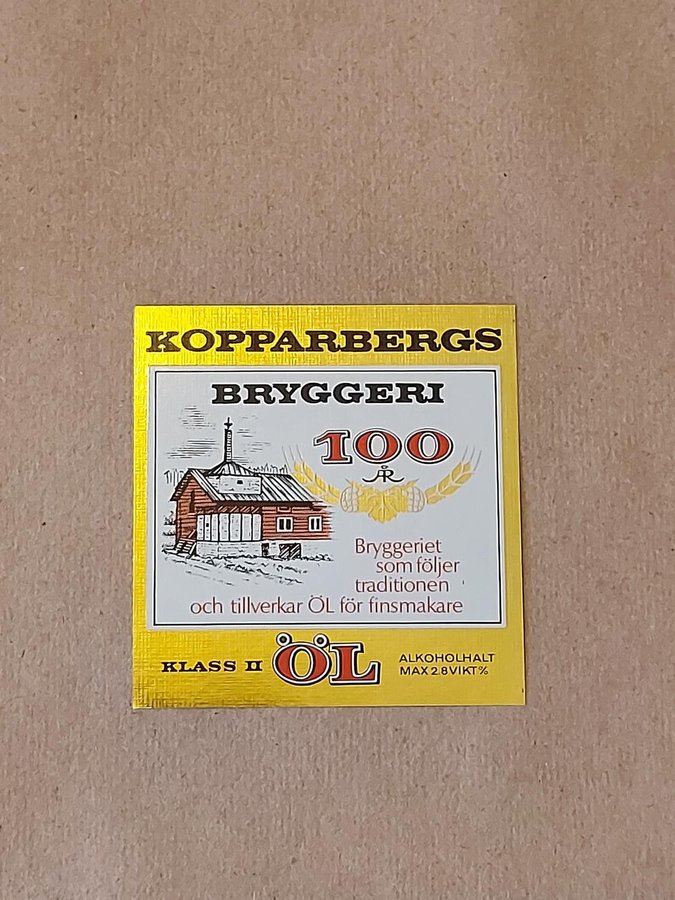 KOPPARBERGS
BRYGGERI
100
ÅR
Bryggeriet
som följer
traditionen
och tillverkar ÖL för finsmakare
KLASS II ÖL ALKOHOLHALT
MAX 2.8 VIKT %